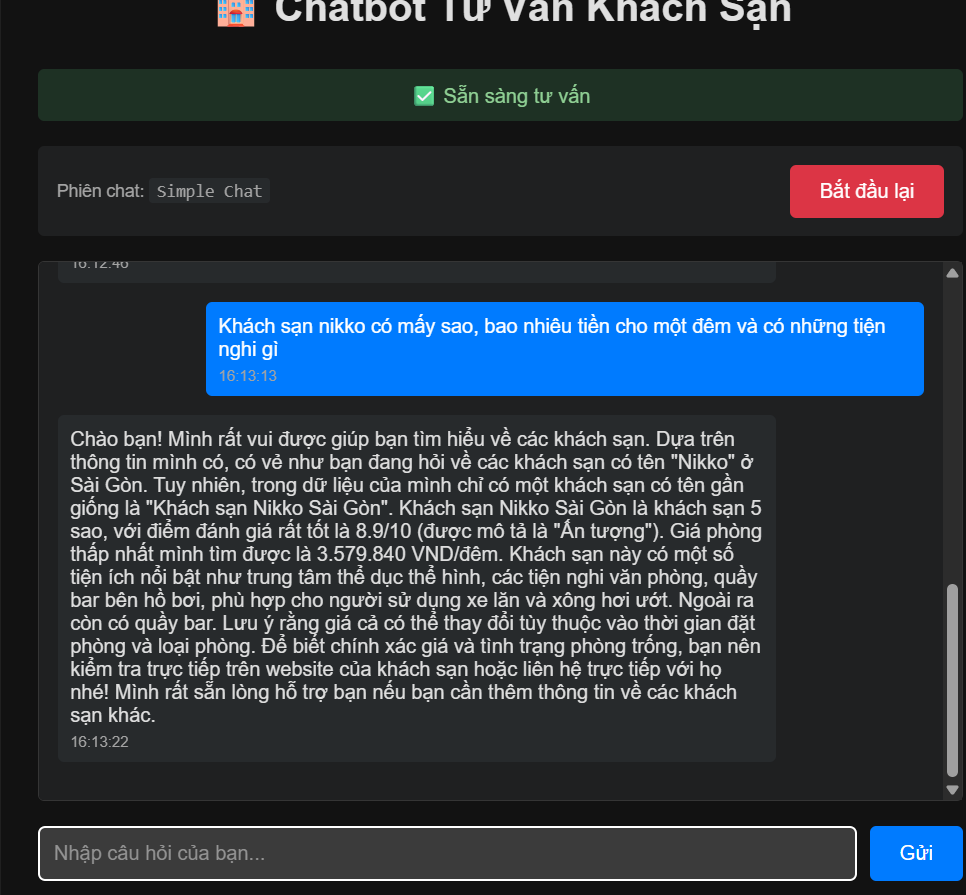 Chatbot Tư Vấn Khách Sạn
Sẵn sàng tư vấn
Phiên chat: Simple Chat
Bắt đầu lại
16:12:46
Khách sạn nikko có mấy sao, bao nhiêu tiền cho một đêm và có những tiện
nghi gì
16:13:13
Chào bạn! Mình rất vui được giúp bạn tìm hiểu về các khách sạn. Dựa trên
thông tin mình có, có vẻ như bạn đang hỏi về các khách sạn có tên "Nikko" ở
Sài Gòn. Tuy nhiên, trong dữ liệu của mình chỉ có một khách sạn có tên gần
giống là "Khách sạn Nikko Sài Gòn". Khách sạn Nikko Sài Gòn là khách sạn 5
sao, với điểm đánh giá rất tốt là 8.9/10 (được mô tả là "Ấn tượng"). Giá phòng
thấp nhất mình tìm được là 3.579.840 VND/đêm. Khách sạn này có một số
tiện ích nổi bật như trung tâm thể dục thể hình, các tiện nghi văn phòng, quầy
bar bên hồ bơi, phù hợp cho người sử dụng xe lăn và xông hơi ướt. Ngoài ra
còn có quầy bar. Lưu ý rằng giá cả có thể thay đổi tùy thuộc vào thời gian đặt
phòng và loại phòng. Để biết chính xác giá và tình trạng phòng trống, bạn nên
kiểm tra trực tiếp trên website của khách sạn hoặc liên hệ trực tiếp với họ
nhé! Mình rất sẵn lòng hỗ trợ bạn nếu bạn cần thêm thông tin về các khách
sạn khác.
16:13:22
Nhập câu hỏi của bạn...
Gửi